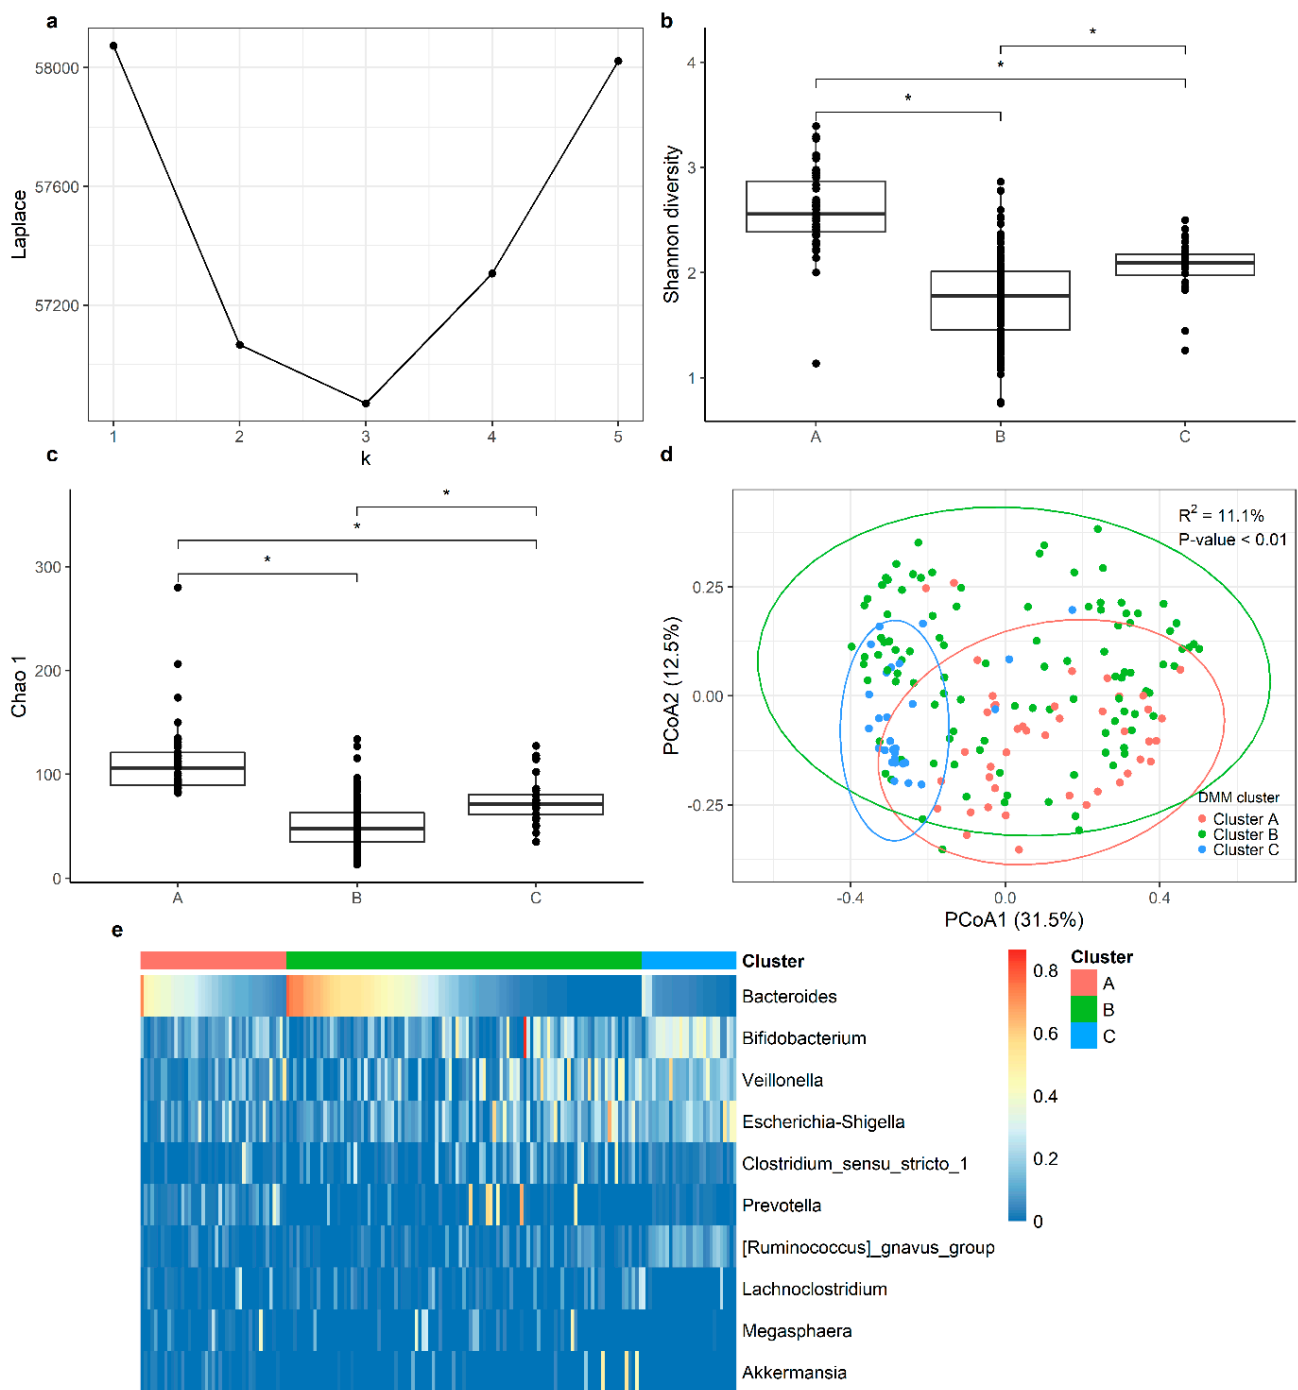 a
58000
57600
57200
Laplace
1 2 3 4 5
k
b
*
*
*
4
3
2
1
Shannon diversity
A B C
c
*
*
*
300
200
100
0
Chao 1
A B C
d
R² = 11.1%
P-value < 0.01
0.25
0.00
-0.25
PCoA2 (12.5%)
DMM cluster
Cluster A
Cluster B
Cluster C
-0.4 0.0 0.4
PCoA1 (31.5%)
e
Cluster
Bacteroides
Bifidobacterium
Veillonella
Escherichia-Shigella
Clostridium_sensu_stricto_1
Prevotella
[Ruminococcus]_gnavus_group
Lachnoclostridium
Megasphaera
Akkermansia
0.8
0.6
0.4
0.2
0
Cluster
A
B
C